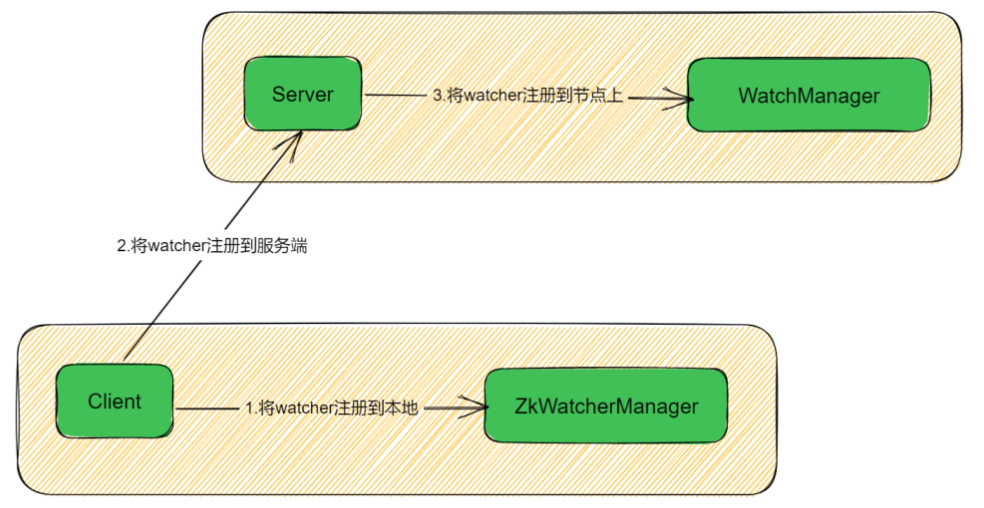 Server
3.将watcher注册到节点上
WatchManager
2.将watcher注册到服务端
Client
1.将watcher注册到本地
ZkWatcherManager